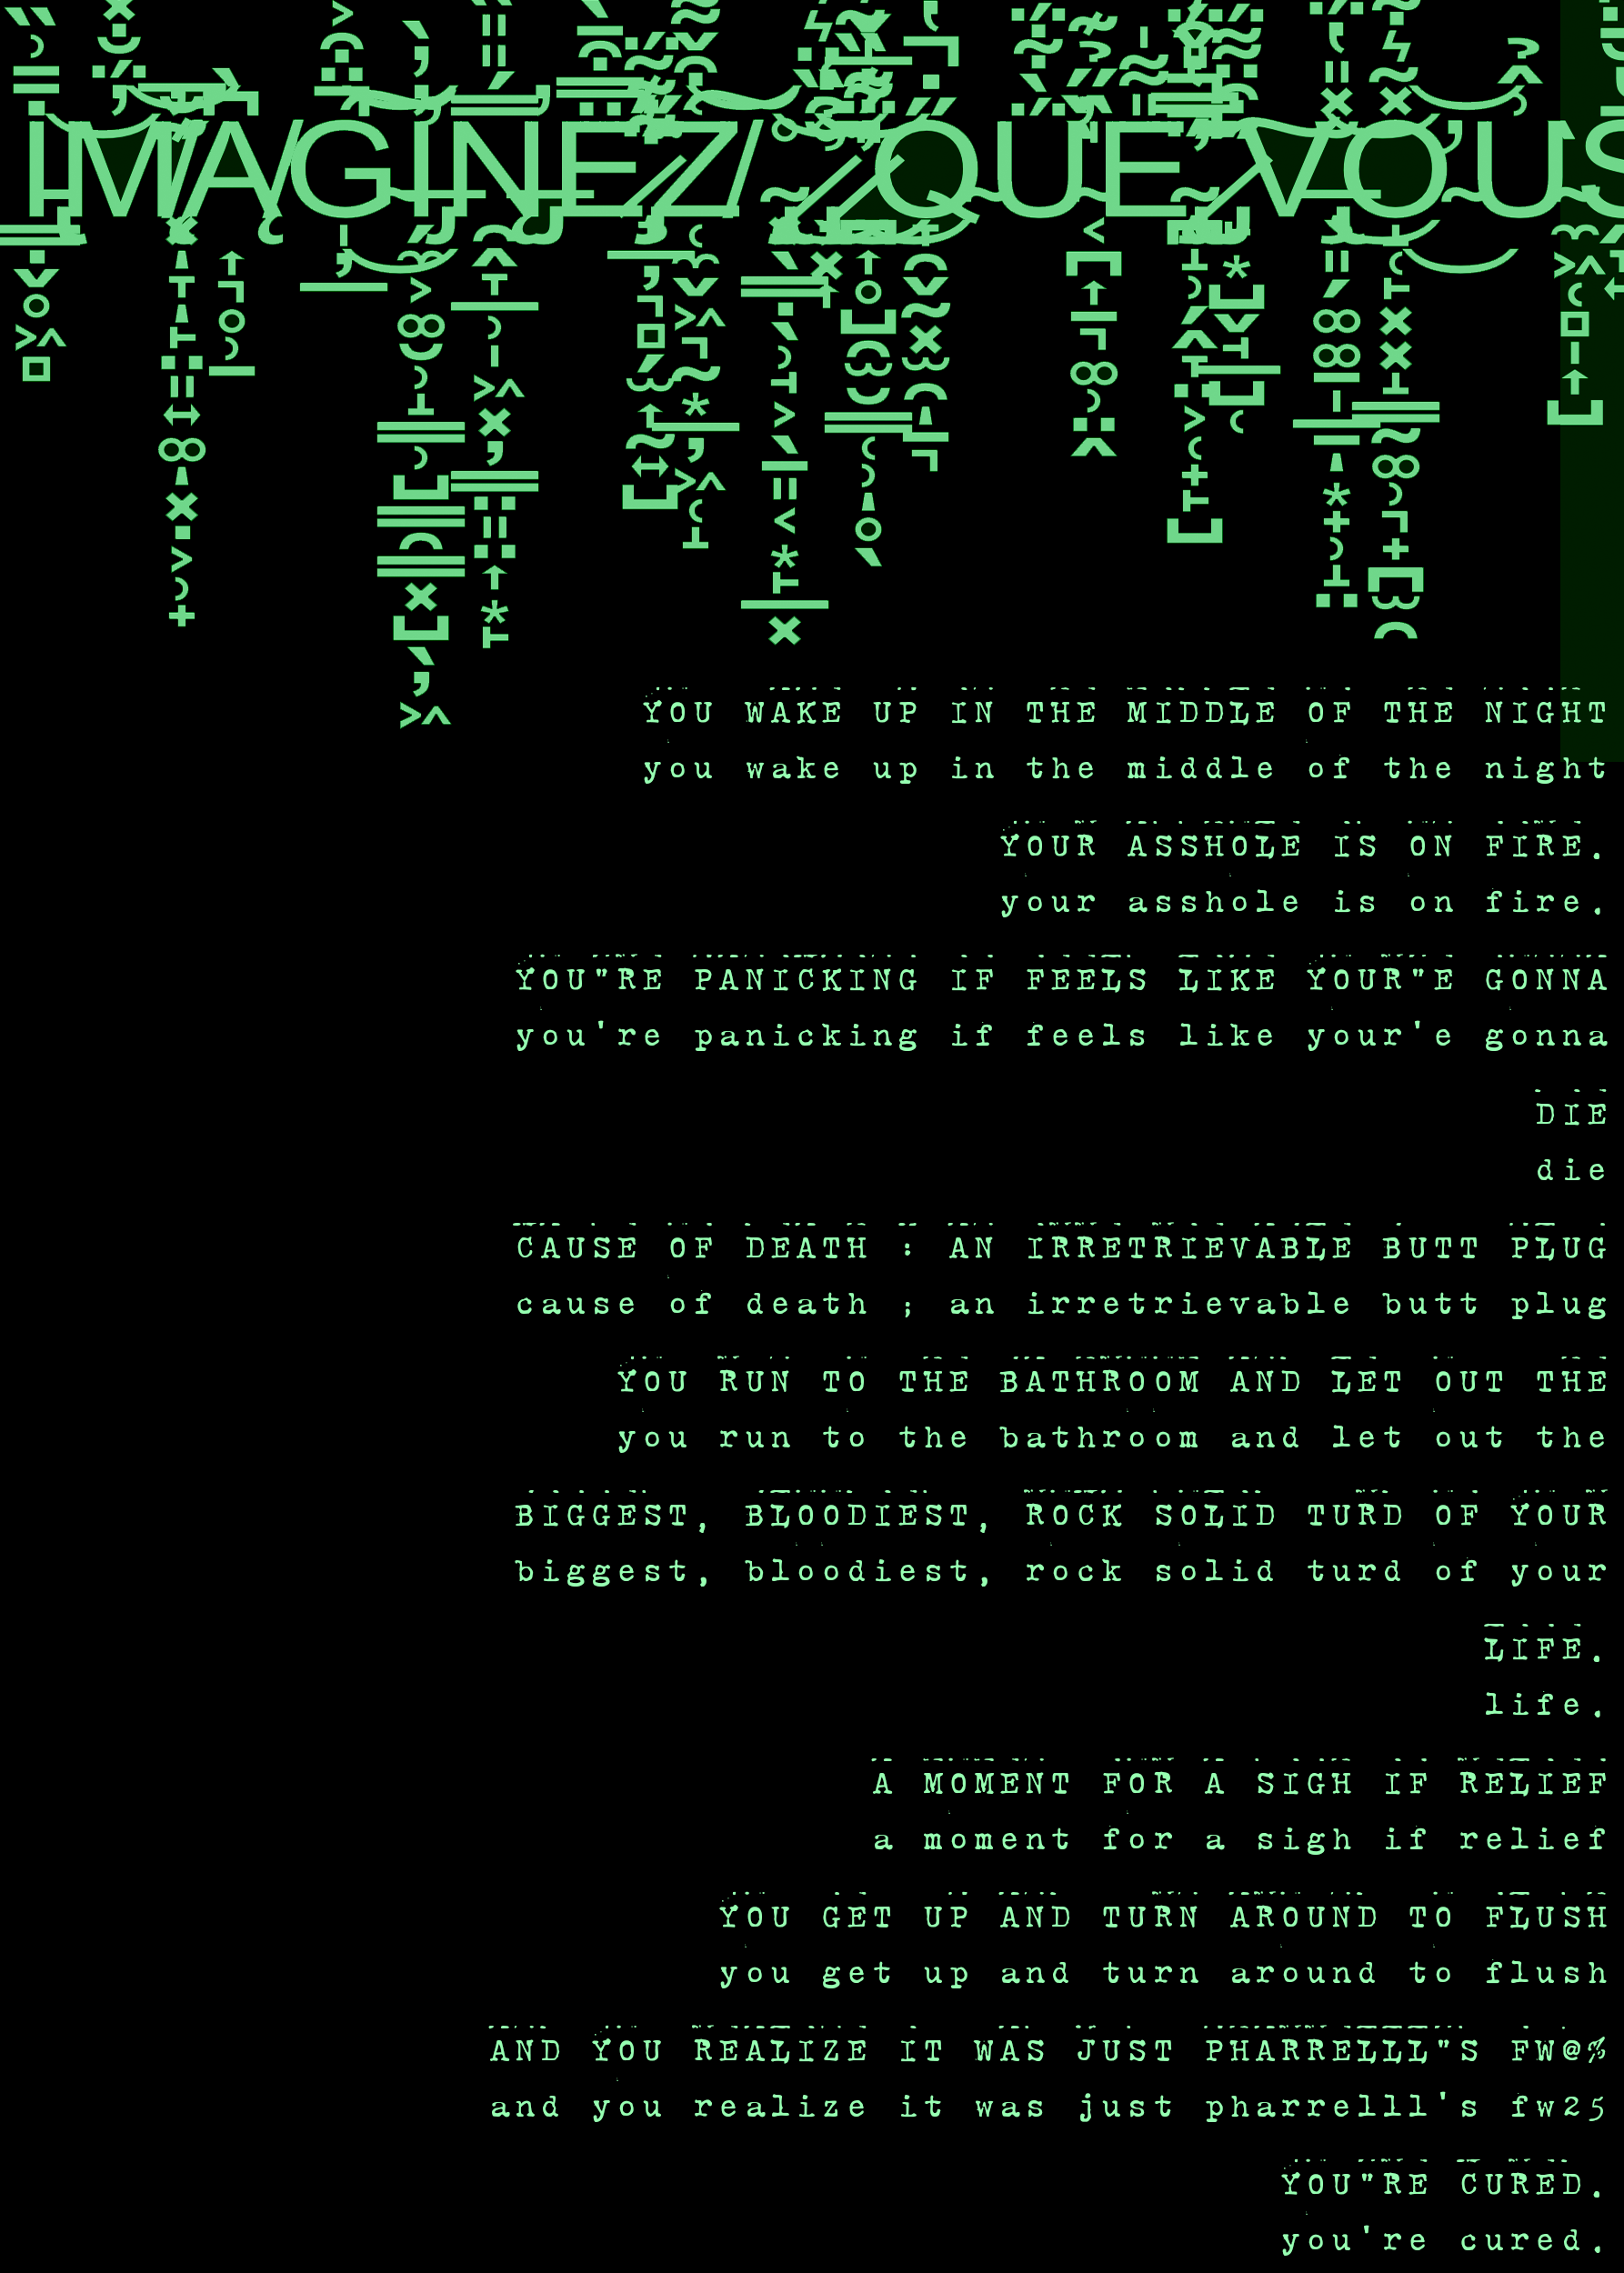 IMAGINEZ QUE VOUS
YOU WAKE UP IN THE MIDDLE OF THE NIGHT
you wake up in the middle of the night
YOUR ASSHOLE IS ON FIRE.
your asshole is on fire.
YOU"RE PANICKING IF FEELS LIKE YOUR"E GONNA
you're panicking if feels like your'e gonna
DIE
die
CAUSE OF DEATH : AN IRRETRIEVABLE BUTT PLUG
cause of death ; an irretrievable butt plug
YOU RUN TO THE BATHROOM AND LET OUT THE
you run to the bathroom and let out the
BIGGEST, BLOODIEST, ROCK SOLID TURD OF YOUR
biggest, bloodiest, rock solid turd of your
LIFE.
life.
A MOMENT FOR A SIGH IF RELIEF
a moment for a sigh if relief
YOU GET UP AND TURN AROUND TO FLUSH
you get up and turn around to flush
AND YOU REALIZE IT WAS JUST PHARRELLL"S FW@%
and you realize it was just pharrelll's fw25
YOU"RE CURED.
you're cured.